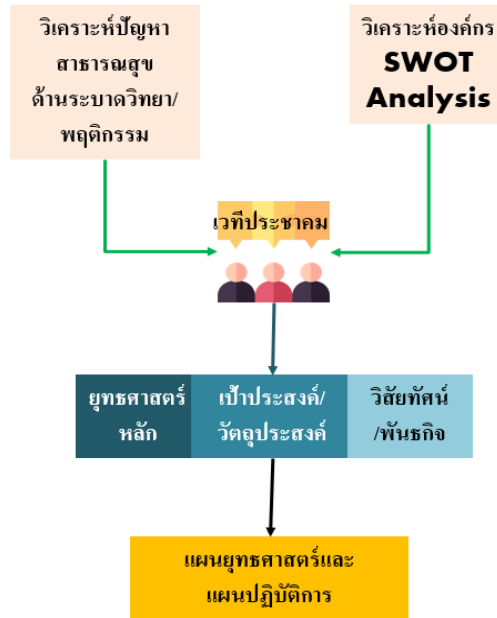 วิเคราะห์ปัญหา
สาธารณสุข
ด้านระบาดวิทยา/
พฤติกรรม
วิเคราะห์องค์กร
SWOT
Analysis
เวทีประชาคม
ยุทธศาสตร์
หลัก
เป้าประสงค์/
วัตถุประสงค์
วิสัยทัศน์
/พันธกิจ
แผนยุทธศาสตร์และ
แผนปฏิบัติการ